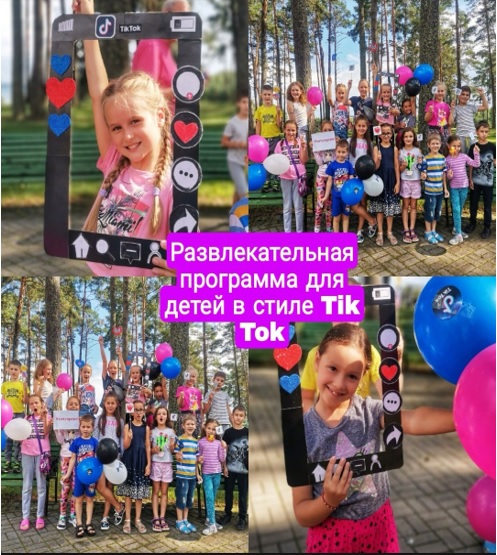 TikTok
Развлекательная
программа для
детей в стиле Tik
Tok